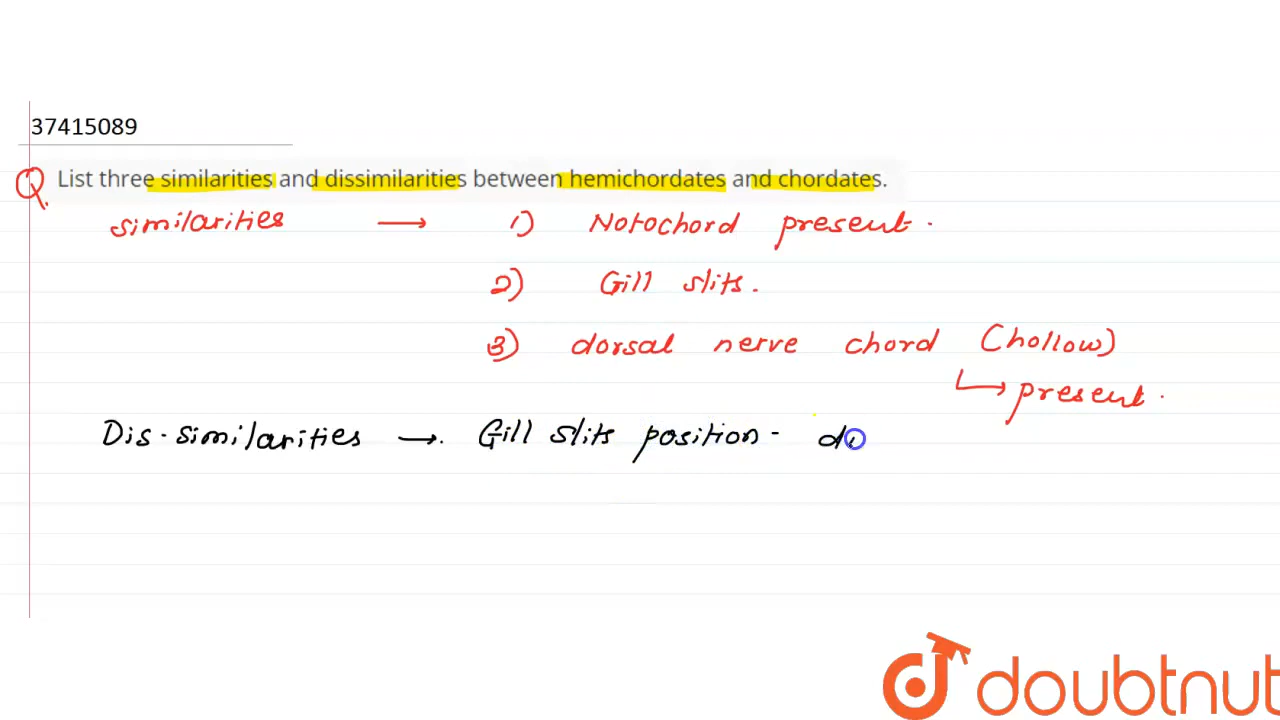 37415089
Q. List three similarities and dissimilarities between hemichordates and chordates.
similarities → 1) Notochord present.
2) Gill slits.
3) dorsal nerve chord (hollow)
↳ present.
Dis-similarities → Gill slits position - di
doubtnut